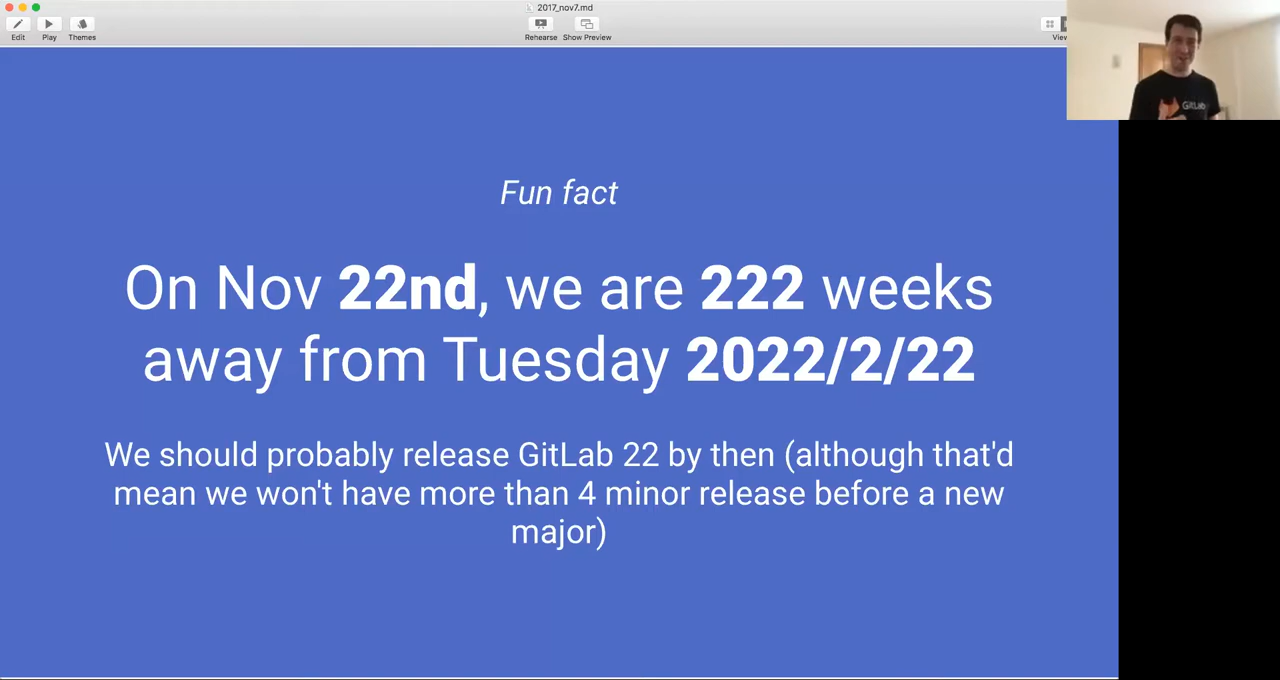 2017_nov7.md
Edit
Play
Themes
Rehearse
Show Preview
Fun fact
On Nov 22nd, we are 222 weeks
away from Tuesday 2022/2/22
We should probably release GitLab 22 by then (although that'd
mean we won't have more than 4 minor release before a new
major)